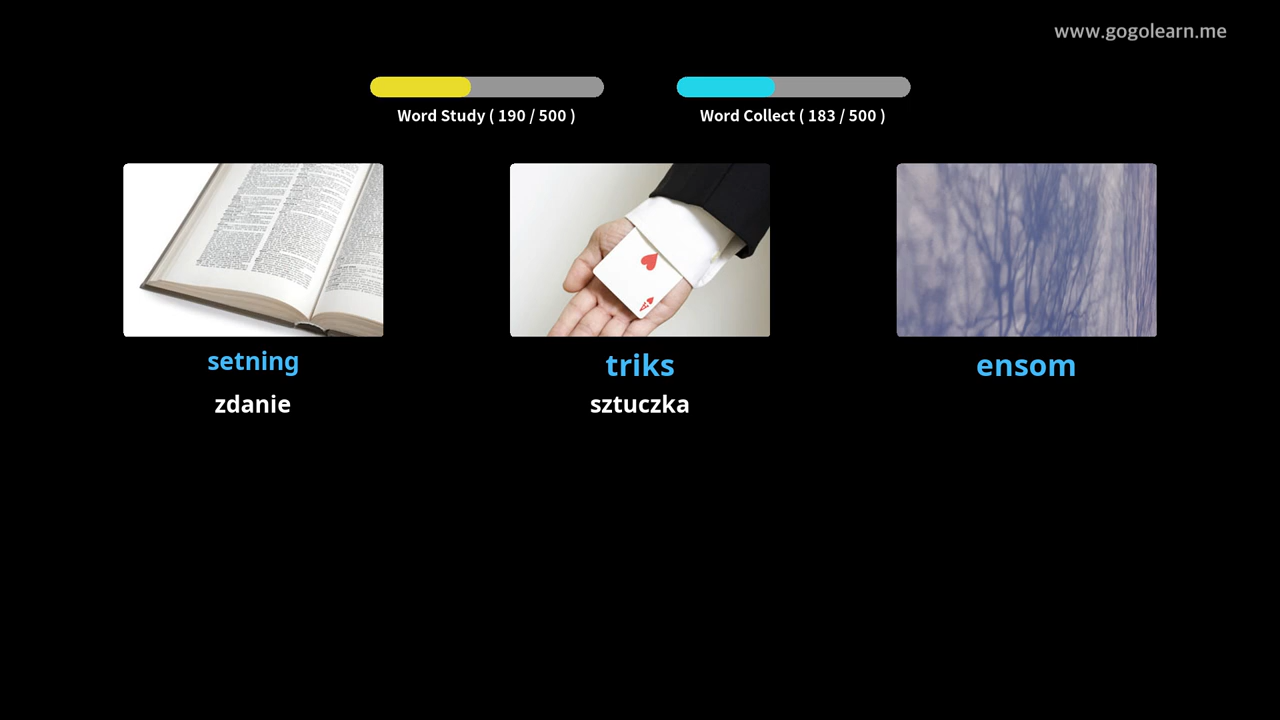 www.gogolearn.me
Word Study ( 190 / 500 )
Word Collect ( 183 / 500 )
setning
triks
ensom
zdanie
sztuczka